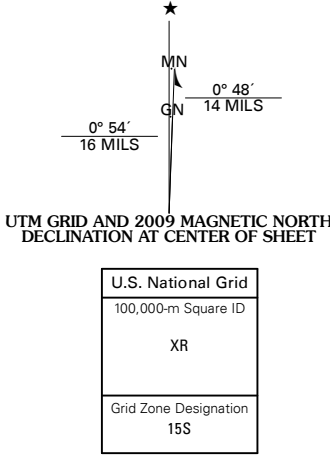 ★
MN
0° 48´
14 MILS
GN
0° 54´
16 MILS
UTM GRID AND 2009 MAGNETIC NORTH
DECLINATION AT CENTER OF SHEET
U.S. National Grid
100,000-m Square ID
XR
Grid Zone Designation
15S